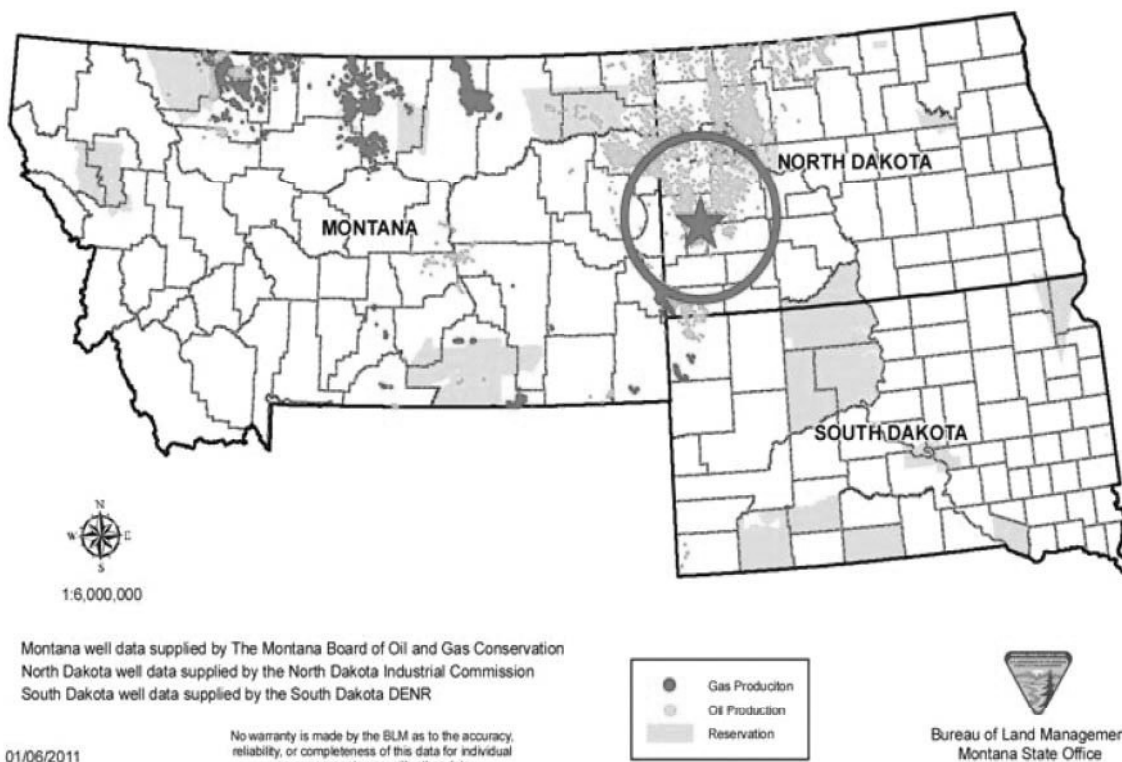 NORTH DAKOTA
MONTANA
SOUTH DAKOTA
N
W E
S
1:6,000,000
Montana well data supplied by The Montana Board of Oil and Gas Conservation
North Dakota well data supplied by the North Dakota Industrial Commission
South Dakota well data supplied by the South Dakota DENR
Gas Produciton
Oil Production
Reservation
No warranty is made by the BLM as to the accuracy,
reliability, or completeness of this data for individual
01/06/2011
Bureau of Land Managemen
Montana State Office